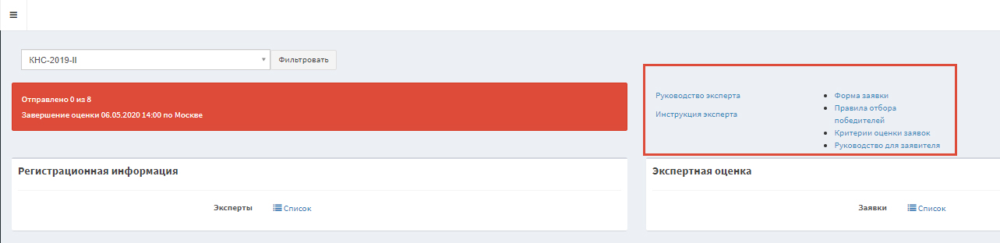 КНС-2019-II
Фильтровать
Отправлено 0 из 8
Завершение оценки 06.05.2020 14:00 по Москве
Руководство эксперта
Инструкция эксперта
Форма заявки
Правила отбора
победителей
Критерии оценки заявок
Руководство для заявителя
Регистрационная информация
Эксперты
Список
Экспертная оценка
Заявки
Список